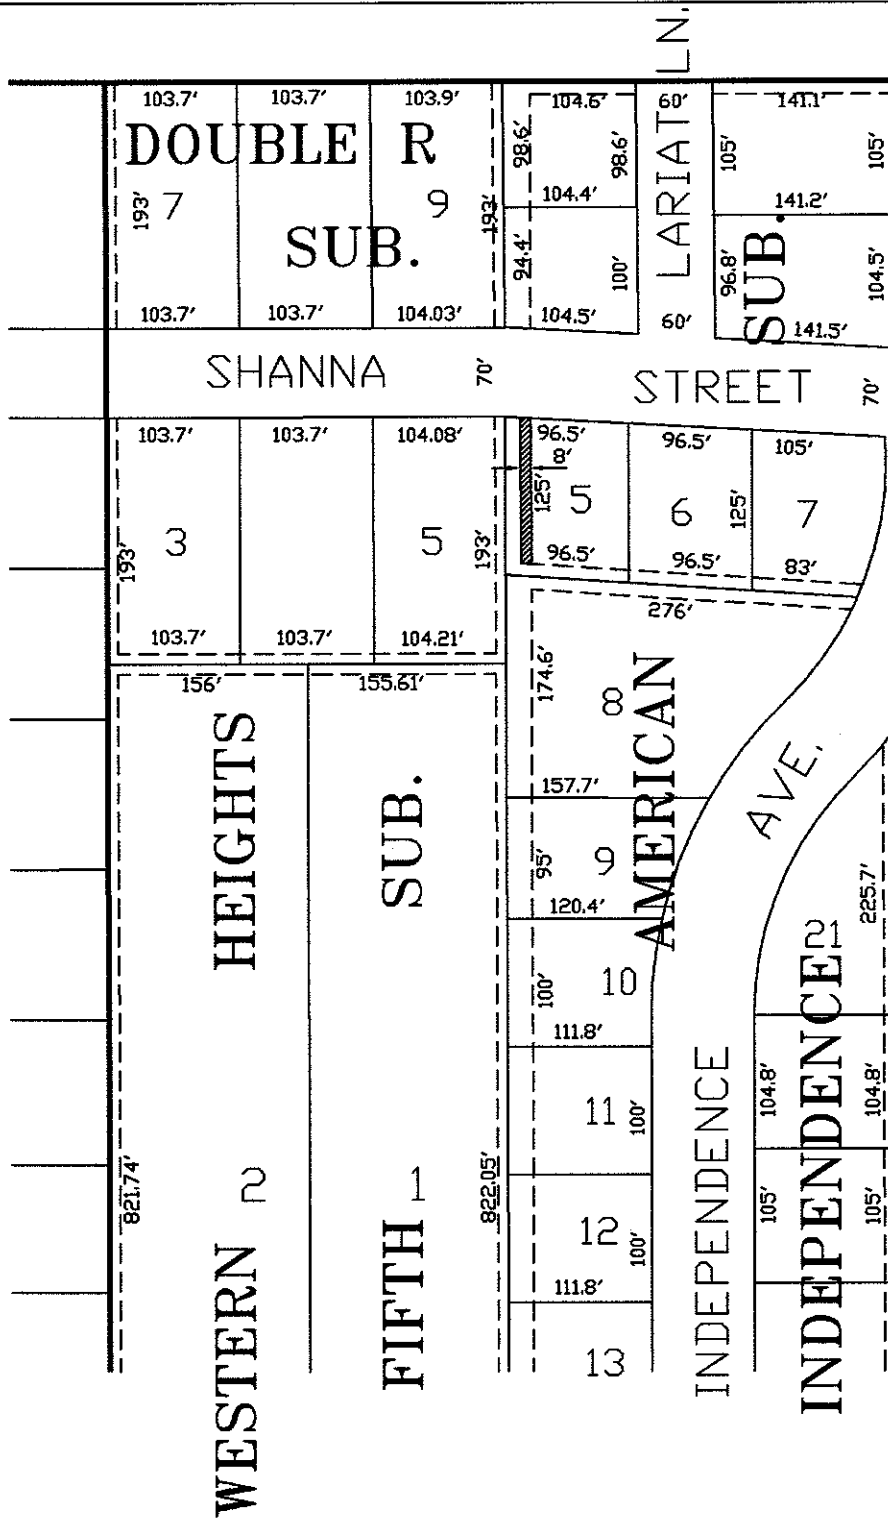 LARIAT LN.
103.7' 103.7' 103.9' 104.6' 60' 141.1'
DOUBLE R
SUB.
7 9
193' 193' 98.6' 98.6' 105' 105'
104.4' 141.2'
94.4' 100' 96.8' 104.5'
SUB.
103.7' 103.7' 104.03' 104.5' 60' 141.5'
SHANNA STREET
70' 70'
103.7' 103.7' 104.08' 96.5' 96.5' 105'
8'
3 5 5 6 7
193' 193' 125' 125'
96.5' 96.5' 83'
103.7' 103.7' 104.21' 276'
156' 155.61' 174.6'
8
157.7'
9
95'
120.4'
10
100'
111.8'
11
100'
12
100'
111.8'
13
21
225.7'
104.8' 104.8'
105' 105'
821.74' 2 1 822.05'
WESTERN HEIGHTS
FIFTH SUB.
AMERICAN
INDEPENDENCE AVE.
INDEPENDENCE